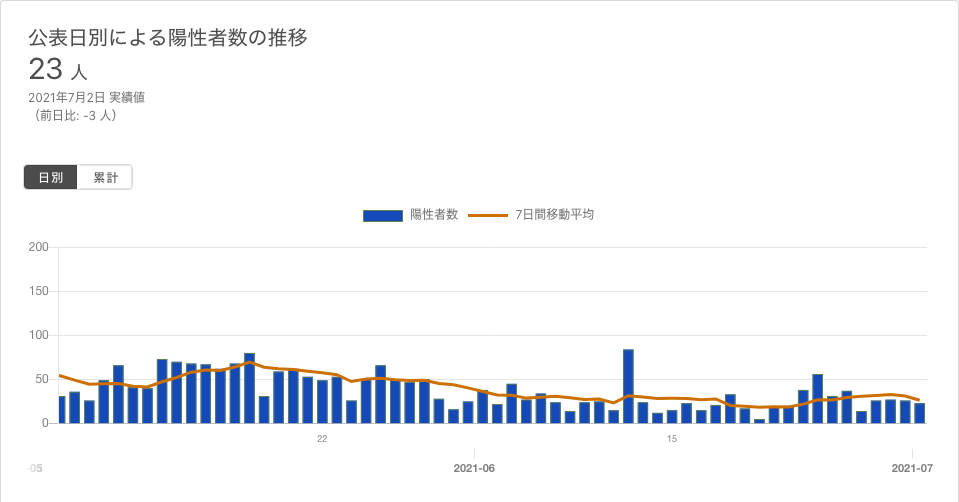 公表日別による陽性者数の推移
23 人
2021年7月2日 実績値
（前日比: -3 人）
日別 累計
陽性者数 7日間移動平均
200
150
100
50
0
22 15
-05 2021-06 2021-07